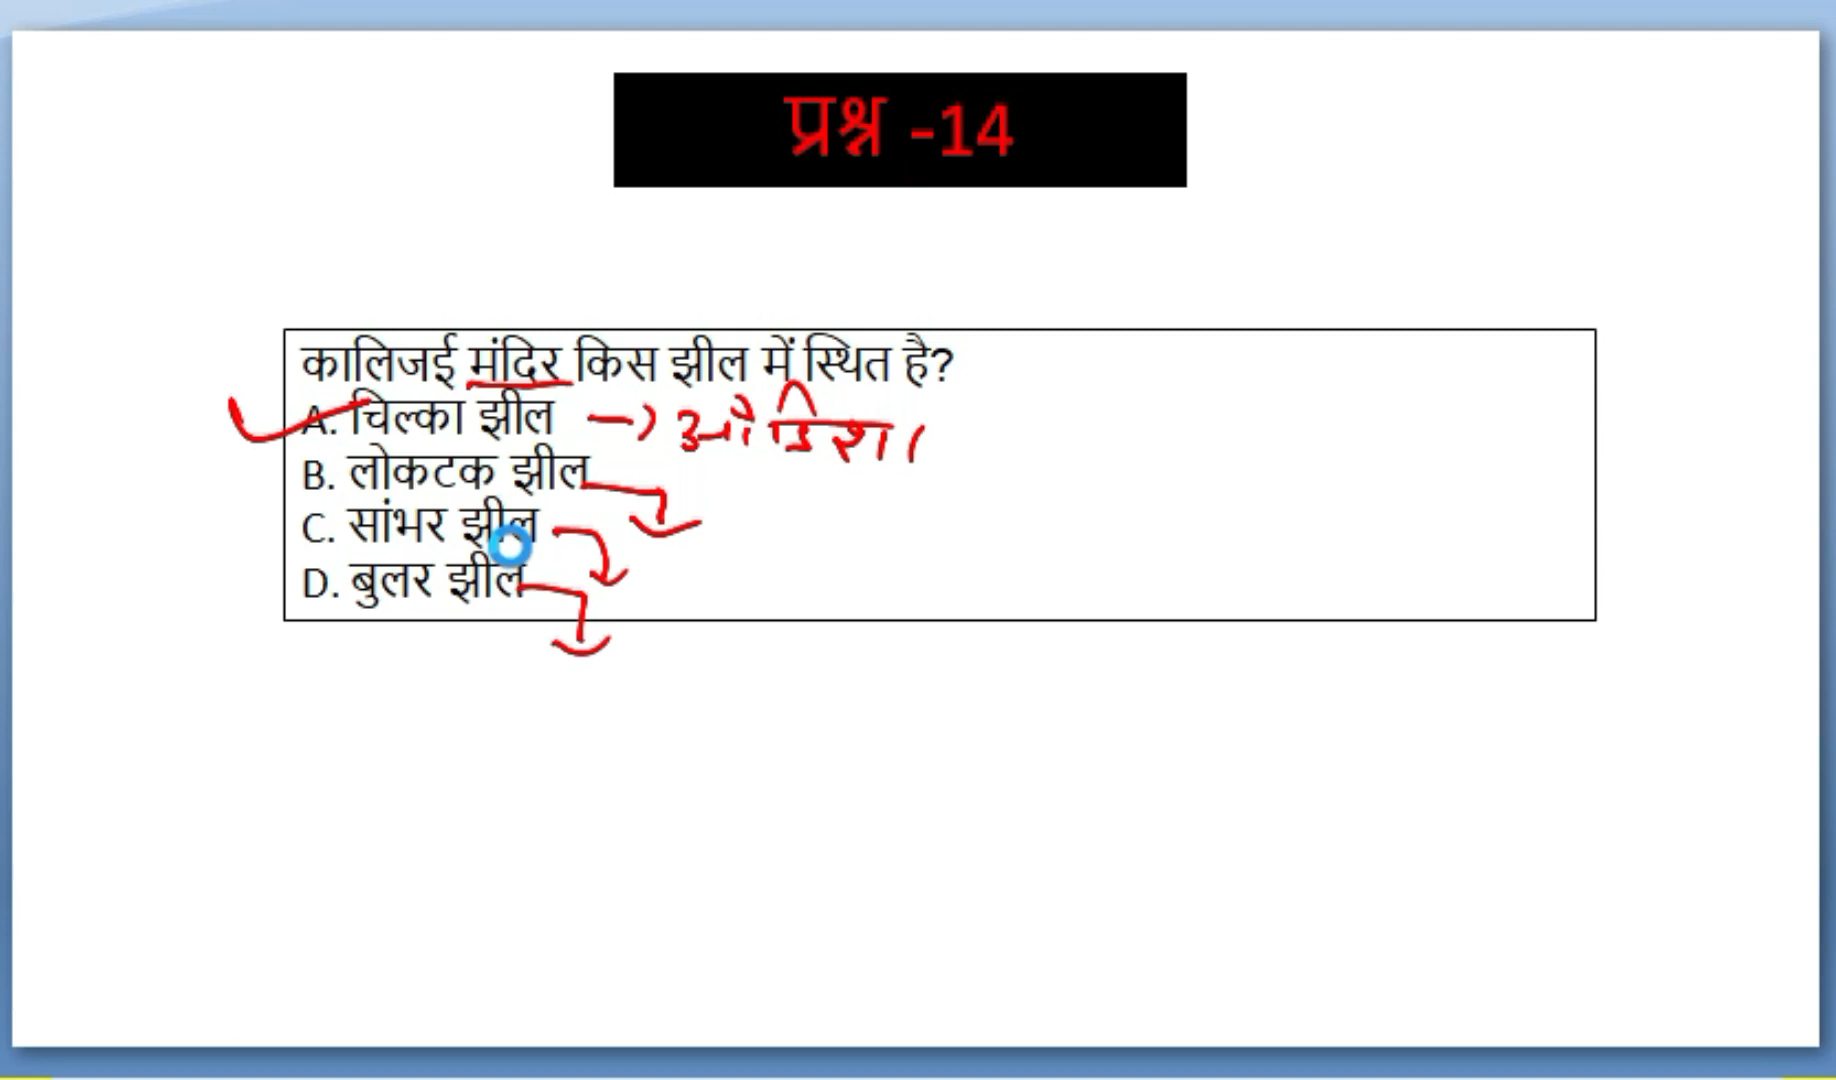 प्रश्न -14
कालिजई मंदिर किस झील में स्थित है?
A. चिल्का झील → ओडिशा
B. लोकटक झील
C. सांभर झील
D. बुलर झील